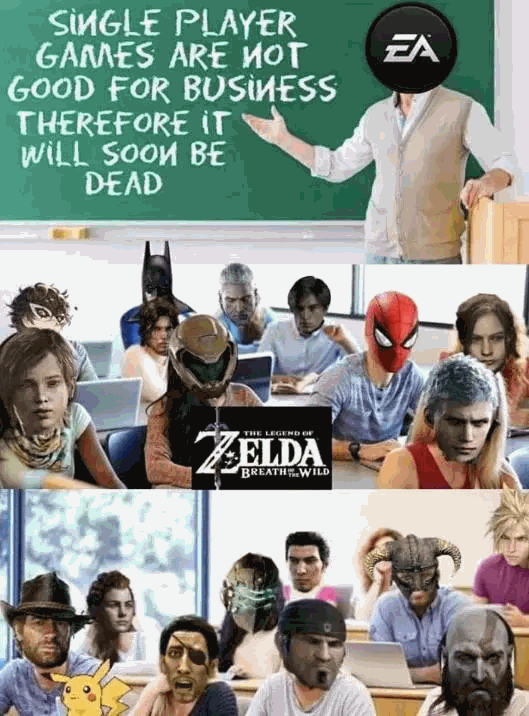 SINGLE PLAYER
GAMES ARE NOT
GOOD FOR BUSINESS
THEREFORE IT
WILL SOON BE
DEAD
EA
THE LEGEND OF
ZELDA
BREATH OF THE WILD